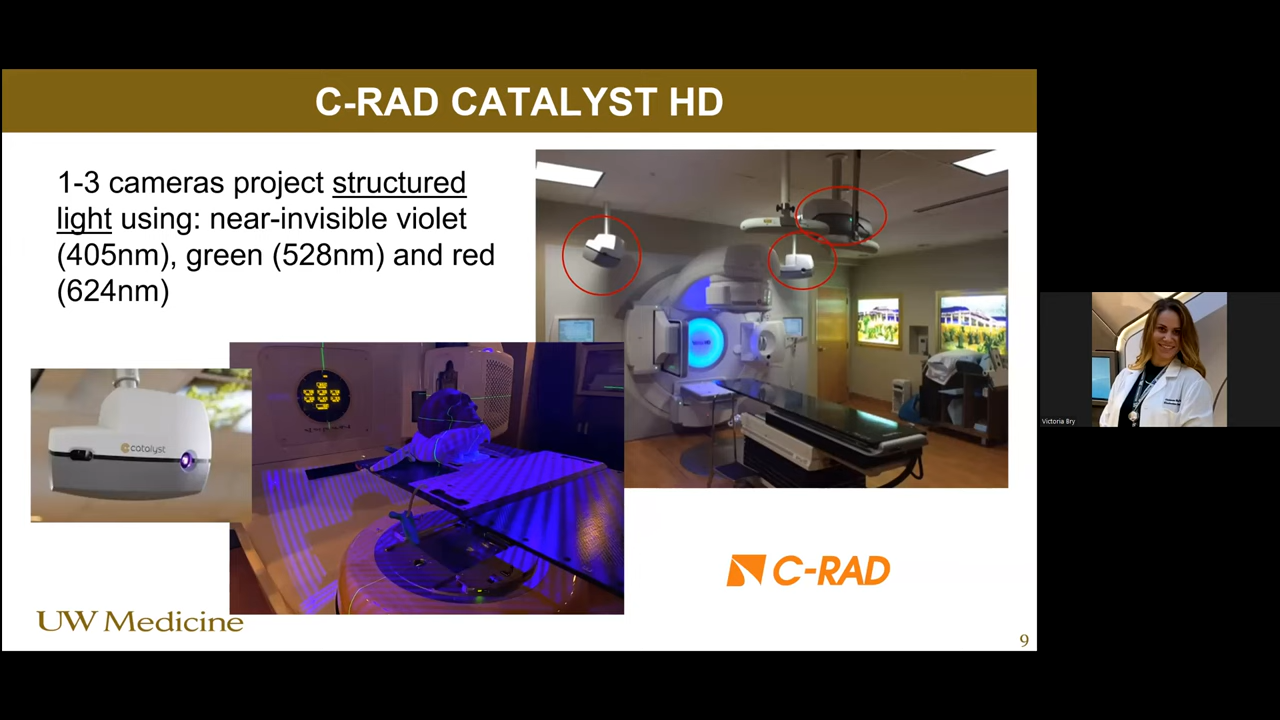 C-RAD CATALYST HD
1-3 cameras project structured
light using: near-invisible violet
(405nm), green (528nm) and red
(624nm)
catalyst
C-RAD
UW Medicine
9
Victoria Bry